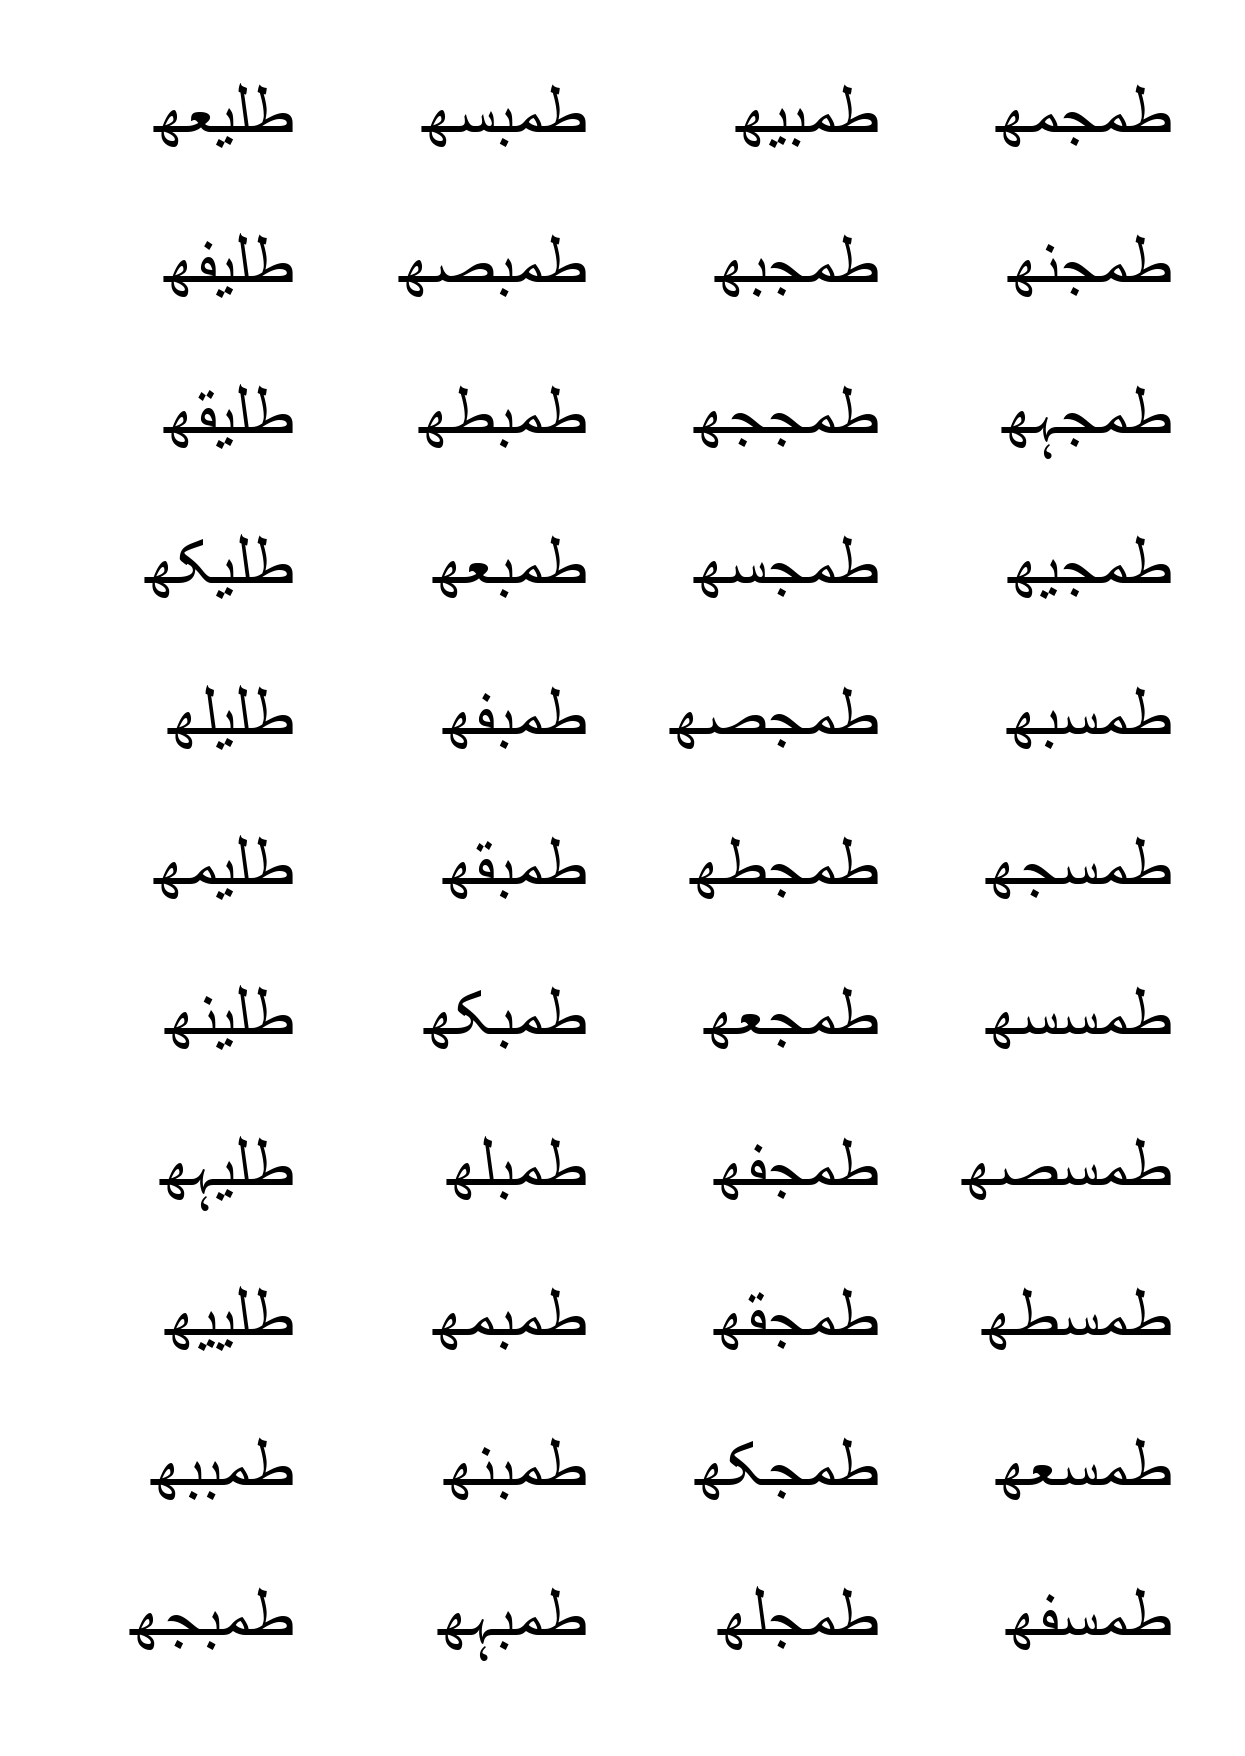 طمجمھ طمبیھ طمبسھ طلیعھ
طمجنھ طمجبھ طمبصھ طلیفھ
طمجہھ طمججھ طمبطھ طلیقھ
طمجیھ طمجسھ طمبعھ طلیکھ
طمسبھ طمجصھ طمبفھ طلیلھ
طمسجھ طمجطھ طمبقھ طلیمھ
طمسسھ طمجعھ طمبکھ طلینھ
طمسصھ طمجفھ طمبلھ طلیہھ
طمسطھ طمجقھ طمبمھ طلییھ
طمسعھ طمجکھ طمبنھ طمببھ
طمسفھ طمجلھ طمبہھ طمبجھ